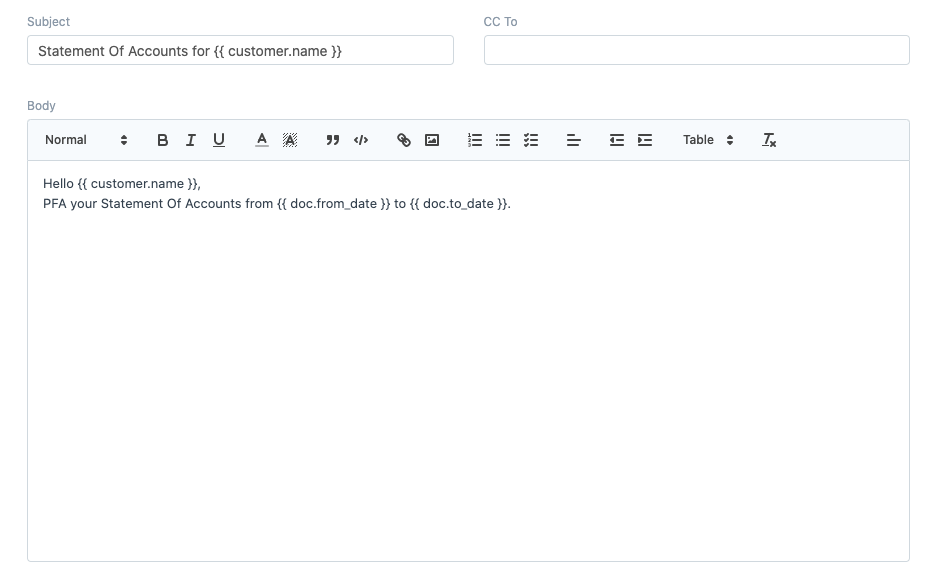 Subject
CC To
Statement Of Accounts for {{ customer.name }}
Body
Normal
Table
Hello {{ customer.name }},
PFA your Statement Of Accounts from {{ doc.from_date }} to {{ doc.to_date }}.